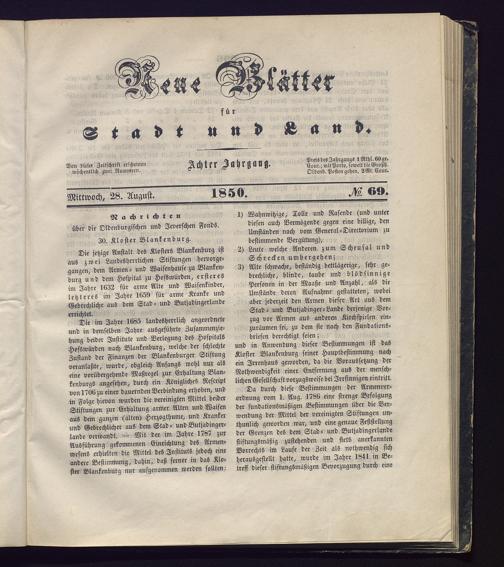 Neue Blätter
für
Stadt und Land.
Von dieser Zeitschrift erscheinen
wöchentlich zwei Nummern.
Achter Jahrgang.
Preis des Jahrgangs 1 Rthl. 60 gr.
Cour.; mit Porto, soweit die Großh.
Oldenb. Posten gehen, 2 Rt. Cour.
Mittwoch, 28. August.
1850.
№ 69.
Nachrichten
über die Oldenburgischen und Jeverschen Fonds.
30. Kloster Blankenburg.
Die jetzige Anstalt des Klosters Blankenburg ist
aus zwei Landesherrlichen Stiftungen hervorge-
gangen, dem Armen- und Waisenhause zu Blanken-
burg und dem Hospital zu Hofswürden, ersteres
im Jahre 1632 für arme Alte und Waisenkinder,
letzteres im Jahre 1659 für arme Kranke und
Gebrechliche aus dem Stad- und Butjadingerlande
errichtet.
Die im Jahre 1685 landesherrlich angeordnete
und in demselben Jahre ausgeführte Zusammenzie-
hung beider Institute und Verlegung des Hospitals
Hofswürden nach Blankenburg, welche der schlechte
Zustand der Finanzen der Blankenburger Stiftung
veranlaßte, wurde, obgleich Anfangs wohl nur als
eine vorübergehende Maßregel zur Erhaltung Blan-
kenburgs angesehen, durch ein Königliches Rescript
von 1706 zu einer dauernden Verbindung erhoben, und
in Folge hievon wurden die vereinigten Mittel beider
Stiftungen zur Erhaltung armer Alten und Waisen
aus dem ganzen (alten) Herzogthume, und Kranker
und Gebrechlicher aus dem Stad- und Butjadinger-
lande verwandt. — Mit der im Jahre 1787 zur
Ausführung gekommenen Einrichtung des Armen-
wesens erhielten die Mittel des Instituts jedoch eine
andere Bestimmung, dahin, daß ferner in das Klo-
ster Blankenburg nur aufgenommen werden sollten:
1) Wahnwitzige, Tolle und Rasende (und unter
diesen auch Vermögende gegen eine billige, den
Umständen nach vom General-Directorium zu
bestimmende Vergütung),
2) Leute welche Anderen zum Scheusal und
Schrecken umhergehen;
3) Alte schwache, beständig bettlägerige, sehr ge-
brechliche, blinde, taube und blödsinnige
Personen in der Maaße und Anzahl, als die
Umstände deren Aufnahme gestatteten, wobei
aber jederzeit den Armen dieser Art aus dem
Stad- und Butjadinger-Lande derjenige Vor-
zug vor Armen aus anderen Kirchspielen ein-
zuräumen sei, zu dem sie nach den Fundations-
briefen berechtigt seien;
und in Anwendung dieser Bestimmungen ist das
Kloster Blankenburg seiner Hauptbestimmung nach
ein Irrenhaus geworden, da die Voraussetzung der
Nothwendigkeit einer Entfernung aus der mensch-
lichen Gesellschaft vorzugsweise bei Jenen eintritt.
Da durch diese Bestimmungen der Armenver-
ordnung vom 1. Aug. 1786 eine strenge Befolgung
der fundationsmäßigen Bestimmungen über die Ver-
wendung der Mittel der vereinigten Stiftungen un-
thunlich geworden war, und eine genaue Feststellung
der Grenzen des dem Stad- und Butjadingerlande
stiftungsmäßig zustehenden und stets anerkannten
Vorrechts im Laufe der Zeit als nothwendig sich
herausgestellt hatte, wurde im Jahre 1841 in Be-
treff dieser stiftungsmäßigen Bevorzugung durch eine